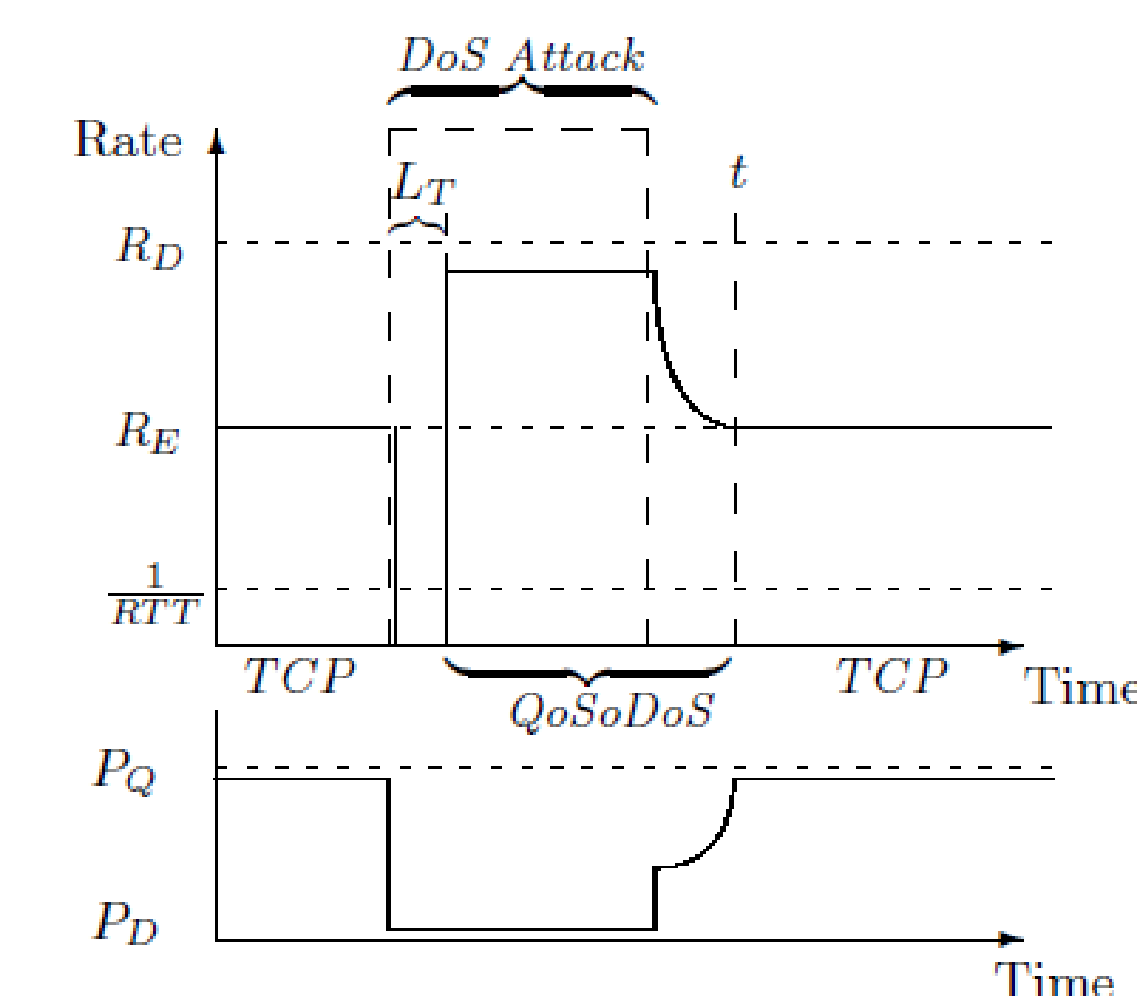 DoS Attack
Rate
L_T
t
R_D
R_E
1
RTT
TCP
TCP
Time
QoSoDoS
P_Q
P_D
Time